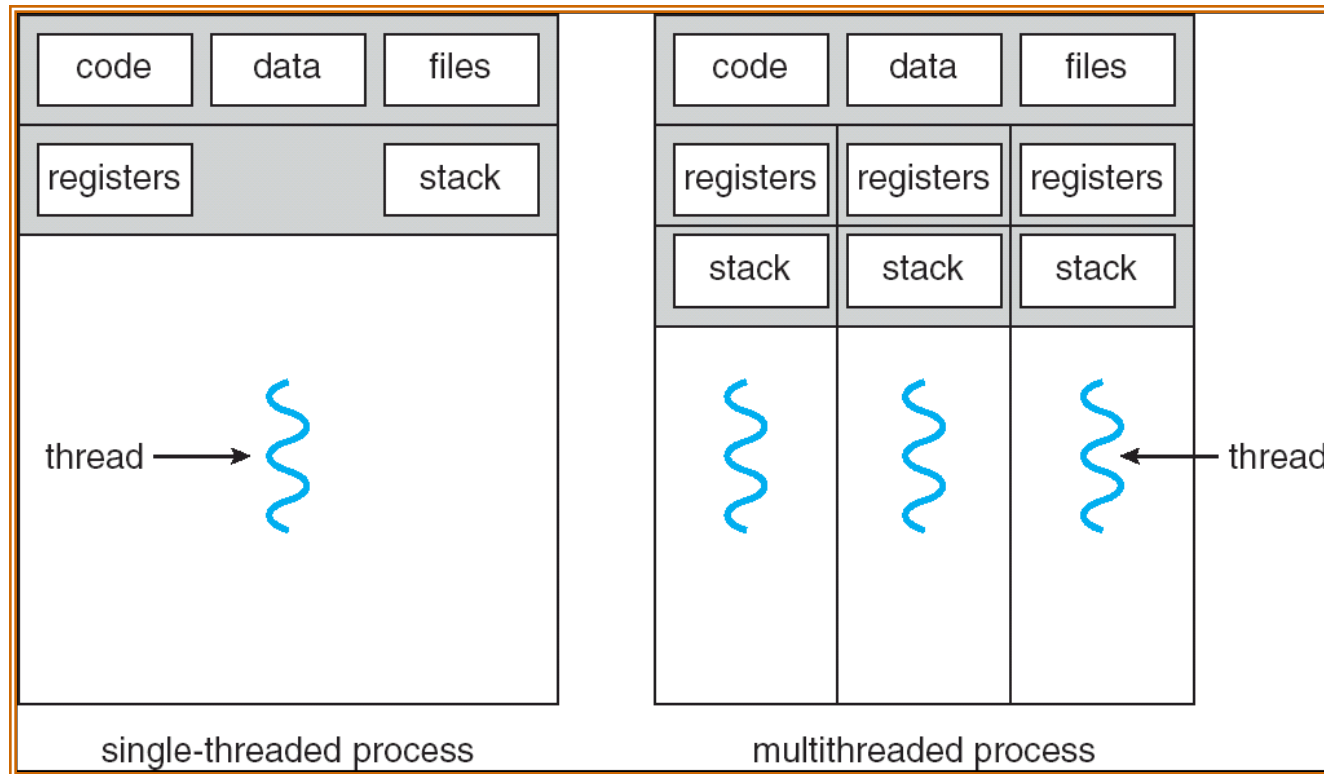 code data files code data files
registers stack registers registers registers
stack stack stack
thread thread
single-threaded process multithreaded process